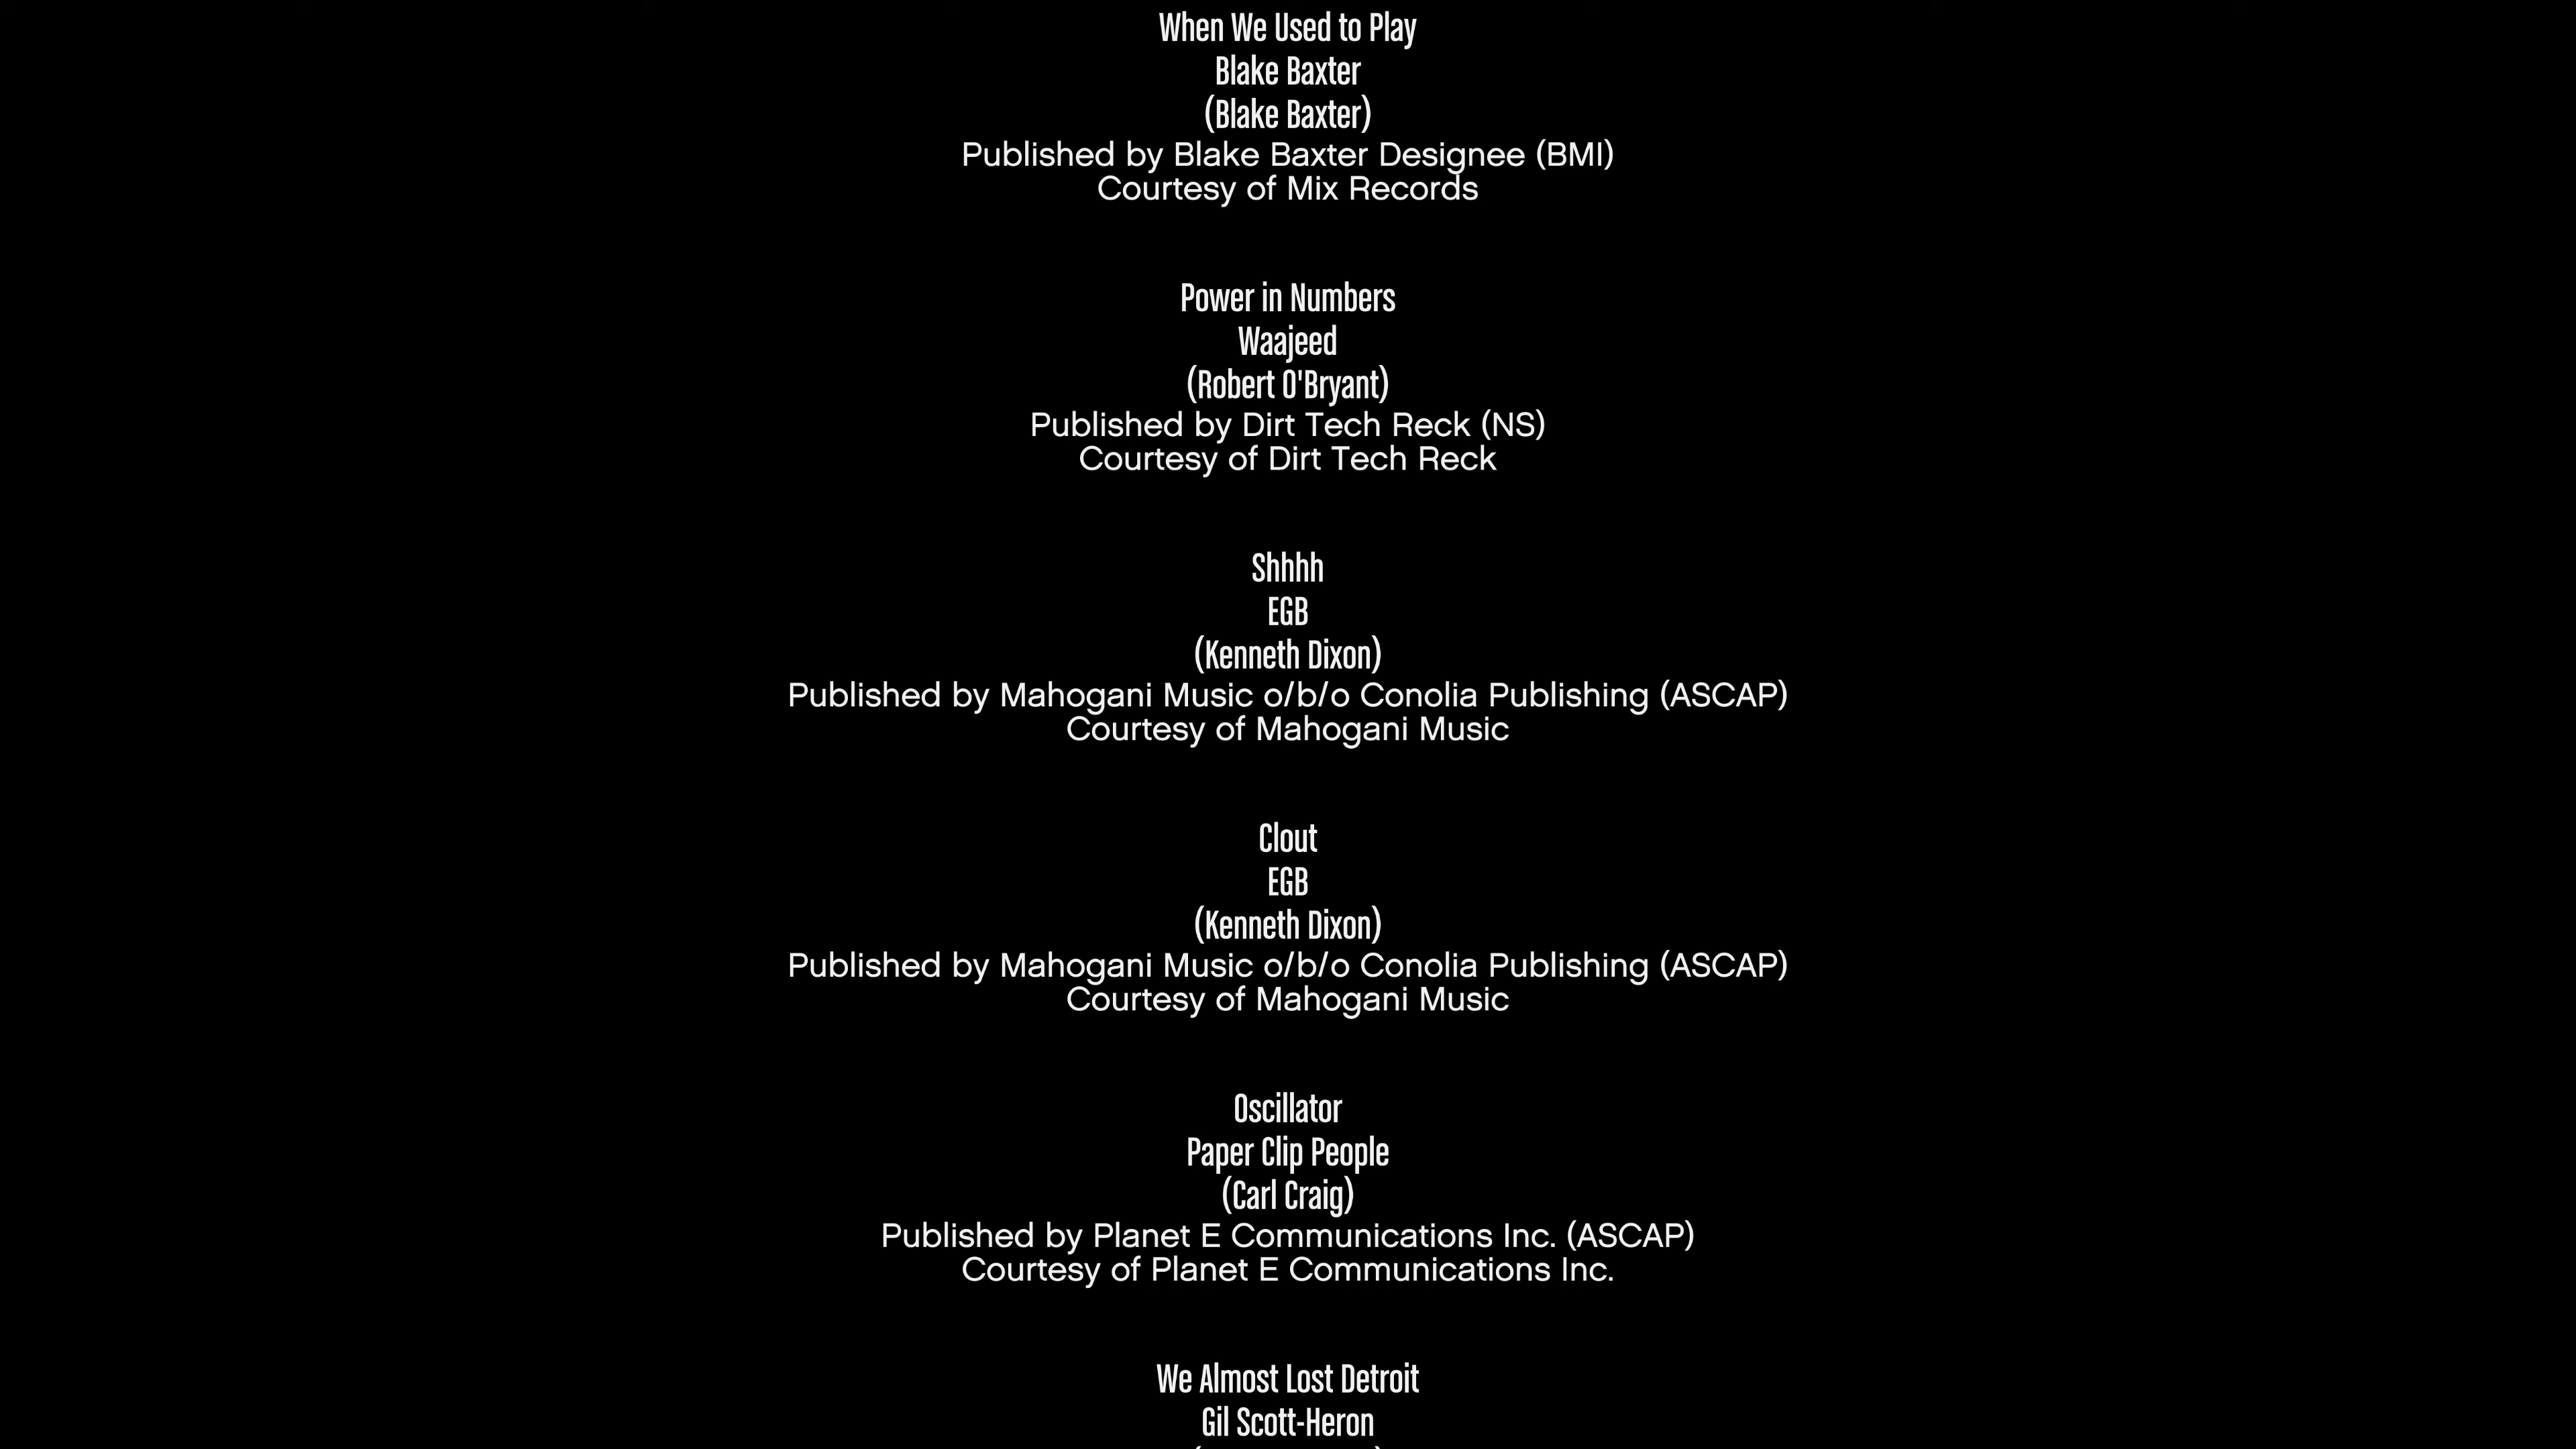 When We Used to Play
Blake Baxter
(Blake Baxter)
Published by Blake Baxter Designee (BMI)
Courtesy of Mix Records
Power in Numbers
Waajeed
(Robert O'Bryant)
Published by Dirt Tech Reck (NS)
Courtesy of Dirt Tech Reck
Shhhh
EGB
(Kenneth Dixon)
Published by Mahogani Music o/b/o Conolia Publishing (ASCAP)
Courtesy of Mahogani Music
Clout
EGB
(Kenneth Dixon)
Published by Mahogani Music o/b/o Conolia Publishing (ASCAP)
Courtesy of Mahogani Music
Oscillator
Paper Clip People
(Carl Craig)
Published by Planet E Communications Inc. (ASCAP)
Courtesy of Planet E Communications Inc.
We Almost Lost Detroit
Gil Scott-Heron